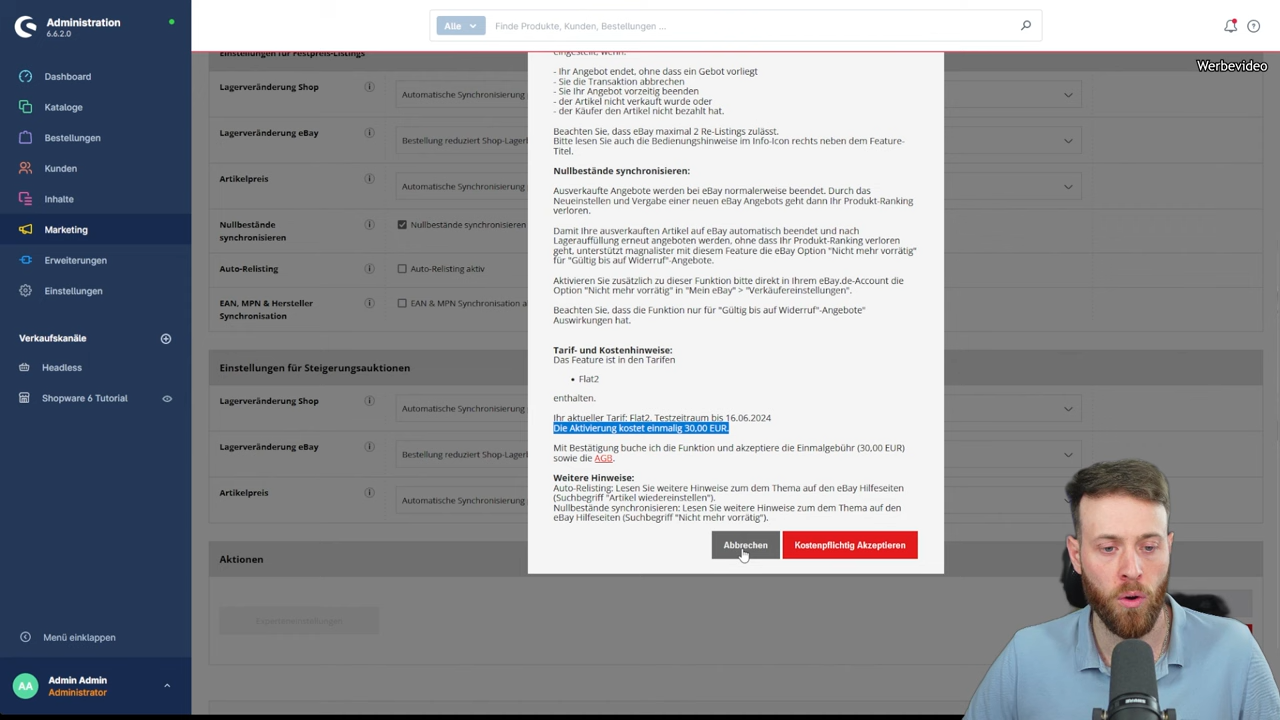 Administration
6.6.2.0
Alle
Finde Produkte, Kunden, Bestellungen ...
Werbevideo
Dashboard
Kataloge
Bestellungen
Kunden
Inhalte
Marketing
Erweiterungen
Einstellungen
Verkaufskanäle
Headless
Shopware 6 Tutorial
Menü einklappen
AA
Admin Admin
Administrator
Einstellungen für Festpreis-Listings
Lagerveränderung Shop
Automatische Synchronisierung
Lagerveränderung eBay
Bestellung reduziert Shop-Lagerb
Artikelpreis
Automatische Synchronisierung
Nullbestände
synchronisieren
Nullbestände synchronisieren
Auto-Relisting
Auto-Relisting aktiv
EAN, MPN & Hersteller
Synchronisation
EAN & MPN Synchronisation a
Einstellungen für Steigerungsauktionen
Lagerveränderung Shop
Automatische Synchronisierung
Lagerveränderung eBay
Bestellung reduziert Shop-Lagerb
Artikelpreis
Automatische Synchronisierung
Aktionen
Experteneinstellungen
eingestellt, wenn:
- Ihr Angebot endet, ohne dass ein Gebot vorliegt
- Sie die Transaktion abbrechen
- Sie Ihr Angebot vorzeitig beenden
- der Artikel nicht verkauft wurde oder
- der Käufer den Artikel nicht bezahlt hat.
Beachten Sie, dass eBay maximal 2 Re-Listings zulässt.
Bitte lesen Sie auch die Bedienungshinweise im Info-Icon rechts neben dem Feature-
Titel.
Nullbestände synchronisieren:
Ausverkaufte Angebote werden bei eBay normalerweise beendet. Durch das
Neueinstellen und Vergabe einer neuen eBay Angebots geht dann Ihr Produkt-Ranking
verloren.
Damit Ihre ausverkauften Artikel auf eBay automatisch beendet und nach
Lagerauffüllung erneut angeboten werden, ohne dass Ihr Produkt-Ranking verloren
geht, unterstützt magnalister mit diesem Feature die eBay Option "Nicht mehr vorrätig"
für "Gültig bis auf Widerruf"-Angebote.
Aktivieren Sie zusätzlich zu dieser Funktion bitte direkt in Ihrem eBay.de-Account die
Option "Nicht mehr vorrätig" in "Mein eBay" > "Verkäufereinstellungen".
Beachten Sie, dass die Funktion nur für "Gültig bis auf Widerruf"-Angebote"
Auswirkungen hat.
Tarif- und Kostenhinweise:
Das Feature ist in den Tarifen
• Flat2
enthalten.
Ihr aktueller Tarif: Flat2, Testzeitraum bis 16.06.2024
Die Aktivierung kostet einmalig 30,00 EUR.
Mit Bestätigung buche ich die Funktion und akzeptiere die Einmalgebühr (30,00 EUR)
sowie die AGB.
Weitere Hinweise:
Auto-Relisting: Lesen Sie weitere Hinweise zum dem Thema auf den eBay Hilfeseiten
(Suchbegriff "Artikel wiedereinstellen").
Nullbestände synchronisieren: Lesen Sie weitere Hinweise zum dem Thema auf den
eBay Hilfeseiten (Suchbegriff "Nicht mehr vorrätig").
Abbrechen
Kostenpflichtig Akzeptieren